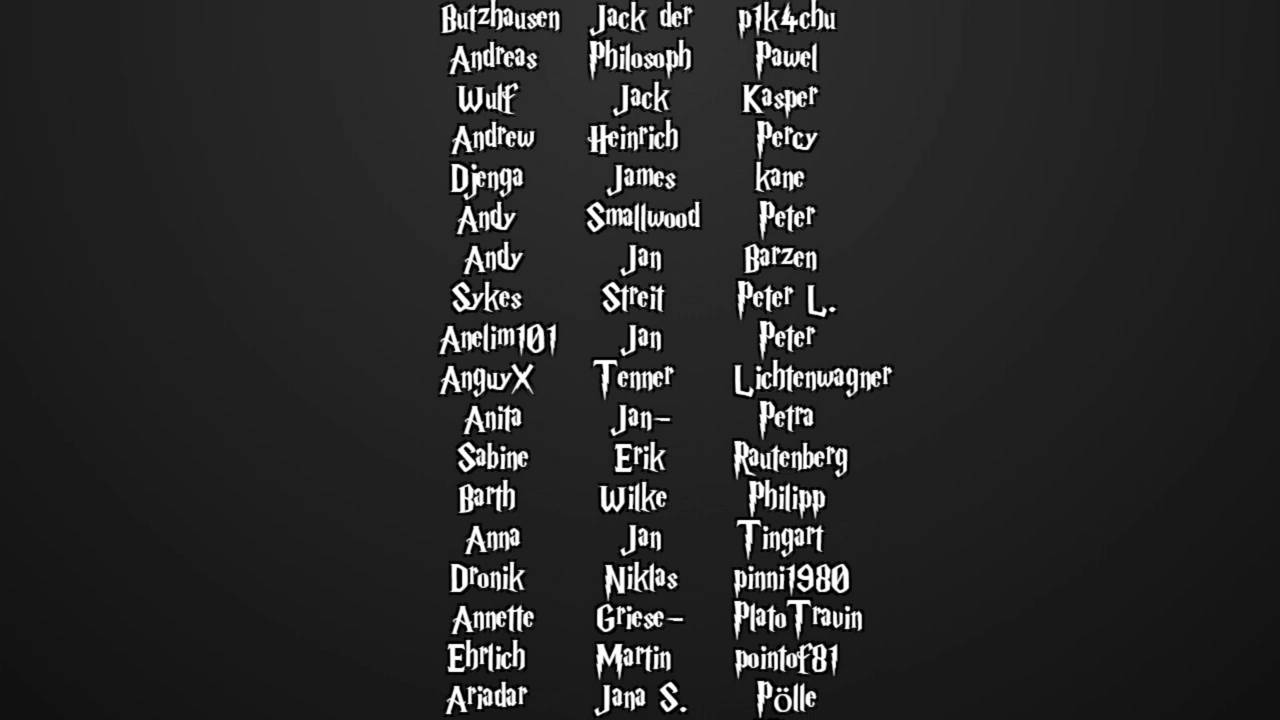 Butzhausen
Andreas
Wulf
Andrew
Djenga
Andy
Andy
Sykes
Anelim101
AnguyX
Anita
Sabine
Barth
Anna
Dronik
Annette
Ehrlich
Ariadar
Jack der
Philosoph
Jack
Heinrich
James
Smallwood
Jan
Streit
Jan
Tenner
Jan-
Erik
Wilke
Jan
Niklas
Griese-
Martin
Jana S.
p1k4chu
Pawel
Kasper
Percy
kane
Peter
Barzen
Peter L.
Peter
Lichtenwagner
Petra
Rautenberg
Philipp
Tingart
pinni1980
PlatoTravin
pointof81
Pölle